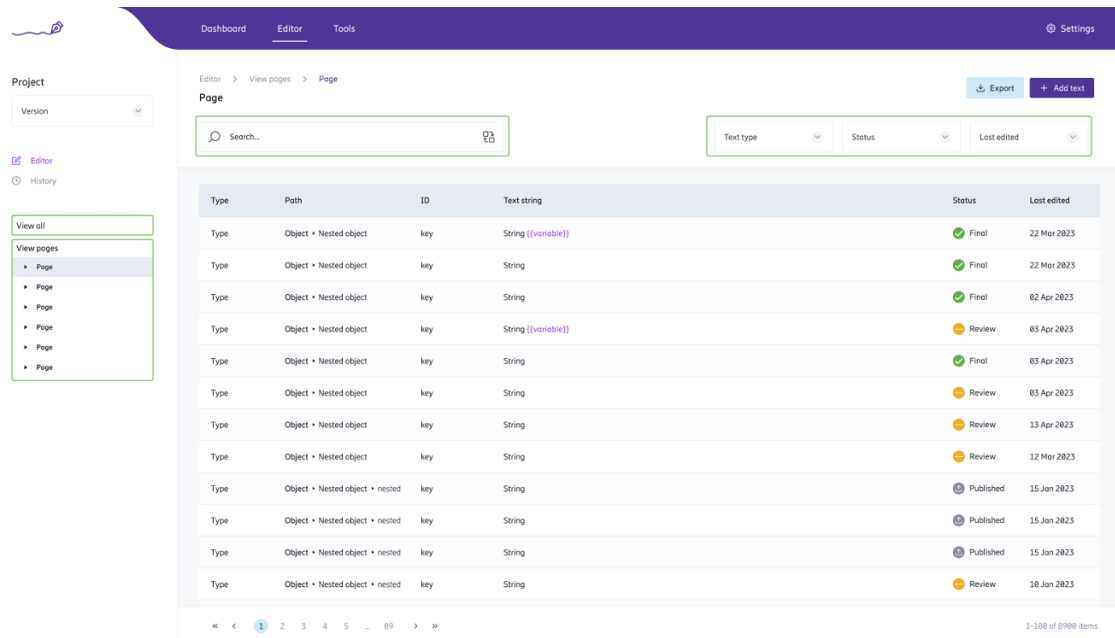 Dashboard Editor Tools Settings
Project
Version
Editor
History
View all
View pages
Page
Page
Page
Page
Page
Page
Editor > View pages > Page
Page
Export + Add text
Search.. Text type Status Last edited
Type Path ID Text string Status Last edited
Type Object • Nested object key String {{variable}} Final 22 Mar 2023
Type Object • Nested object key String Final 22 Mar 2023
Type Object • Nested object key String Final 02 Apr 2023
Type Object • Nested object key String {{variable}} Review 03 Apr 2023
Type Object • Nested object key String Final 03 Apr 2023
Type Object • Nested object key String Review 03 Apr 2023
Type Object • Nested object key String Review 13 Apr 2023
Type Object • Nested object key String Review 12 Mar 2023
Type Object • Nested object • nested key String Published 15 Jan 2023
Type Object • Nested object • nested key String Published 15 Jan 2023
Type Object • Nested object • nested key String Published 15 Jan 2023
Type Object • Nested object • nested key String Review 10 Jan 2023
« ‹ 1 2 3 4 5 ... 89 › » 1-100 of 8900 items